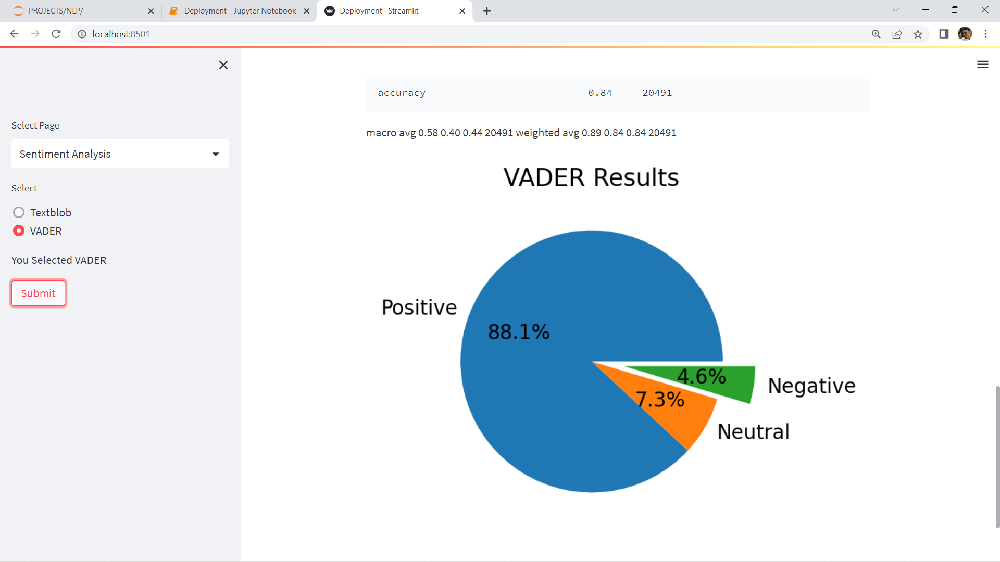 PROJECTS/NLP/
Deployment - Jupyter Notebook
Deployment · Streamlit
localhost:8501
Select Page
Sentiment Analysis
Select
Textblob
VADER
You Selected VADER
Submit
accuracy 0.84 20491
macro avg 0.58 0.40 0.44 20491 weighted avg 0.89 0.84 0.84 20491
VADER Results
Positive
88.1%
4.6%
Negative
7.3%
Neutral